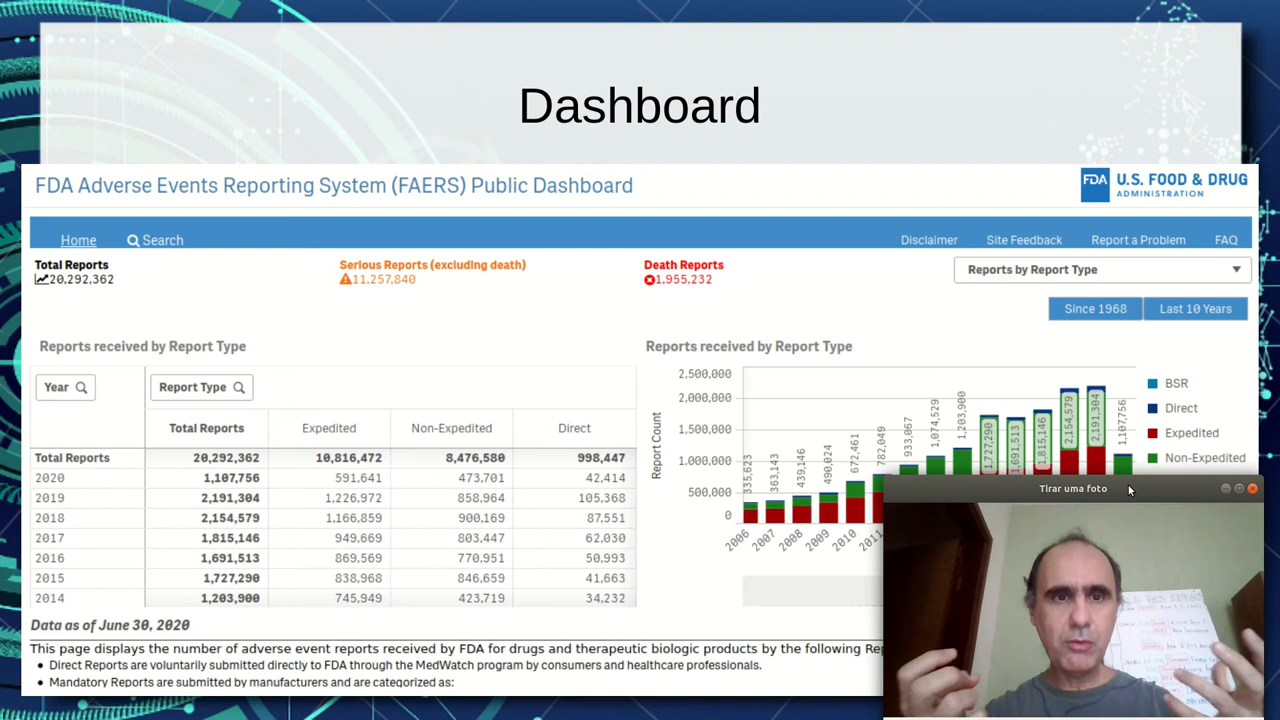 Dashboard
FDA Adverse Events Reporting System (FAERS) Public Dashboard
FDA U.S. FOOD & DRUG
ADMINISTRATION
Home Search Disclaimer Site Feedback Report a Problem FAQ
Total Reports Serious Reports (excluding death) Death Reports
20,292,362 11,257,840 1,955,232
Reports by Report Type
Since 1968 Last 10 Years
Reports received by Report Type
Year Report Type
Total Reports Expedited Non-Expedited Direct
Total Reports 20,292,362 10,816,472 8,476,580 998,447
2020 1,107,756 591,641 473,701 42,414
2019 2,191,304 1,226,972 858,964 105,368
2018 2,154,579 1,166,859 900,169 87,551
2017 1,815,146 949,669 803,447 62,030
2016 1,691,513 869,569 770,951 50,993
2015 1,727,290 838,968 846,659 41,663
2014 1,203,900 745,949 423,719 34,232
Reports received by Report Type
Report Count
2,500,000
2,000,000
1,500,000
1,000,000
500,000
0
335,623 363,143 439,146 490,024 672,461 782,049 933,067 1,074,529 1,203,900 1,727,290 1,691,513 1,815,146 2,154,579 2,191,304 1,107,756
2006 2007 2008 2009 2010 2011
BSR
Direct
Expedited
Non-Expedited
Data as of June 30, 2020
This page displays the number of adverse event reports received by FDA for drugs and therapeutic biologic products by the following Re
• Direct Reports are voluntarily submitted directly to FDA through the MedWatch program by consumers and healthcare professionals.
• Mandatory Reports are submitted by manufacturers and are categorized as:
Tirar uma foto